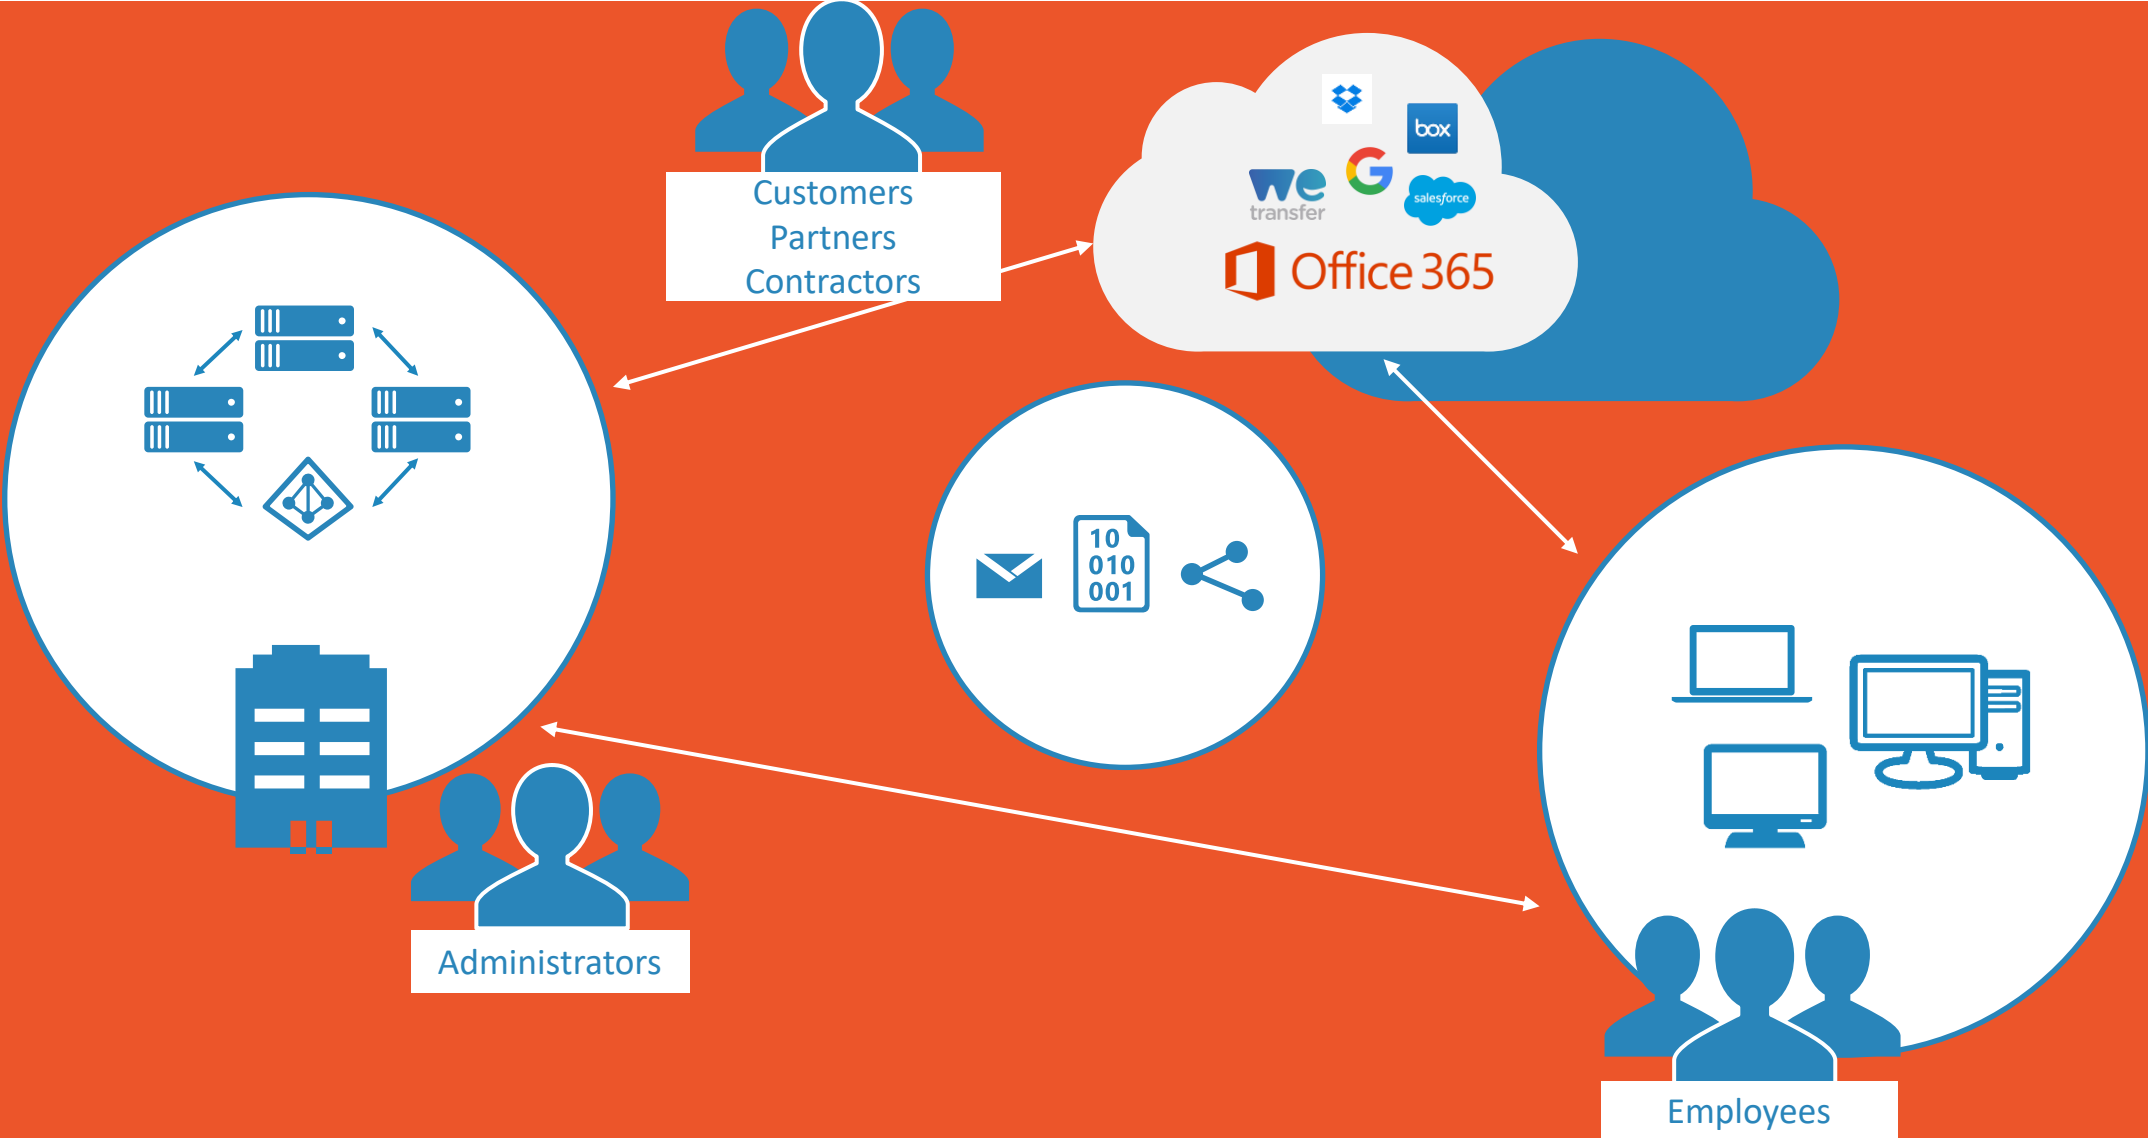 Customers
Partners
Contractors
box
we
transfer
salesforce
Office 365
10
010
001
Administrators
Employees